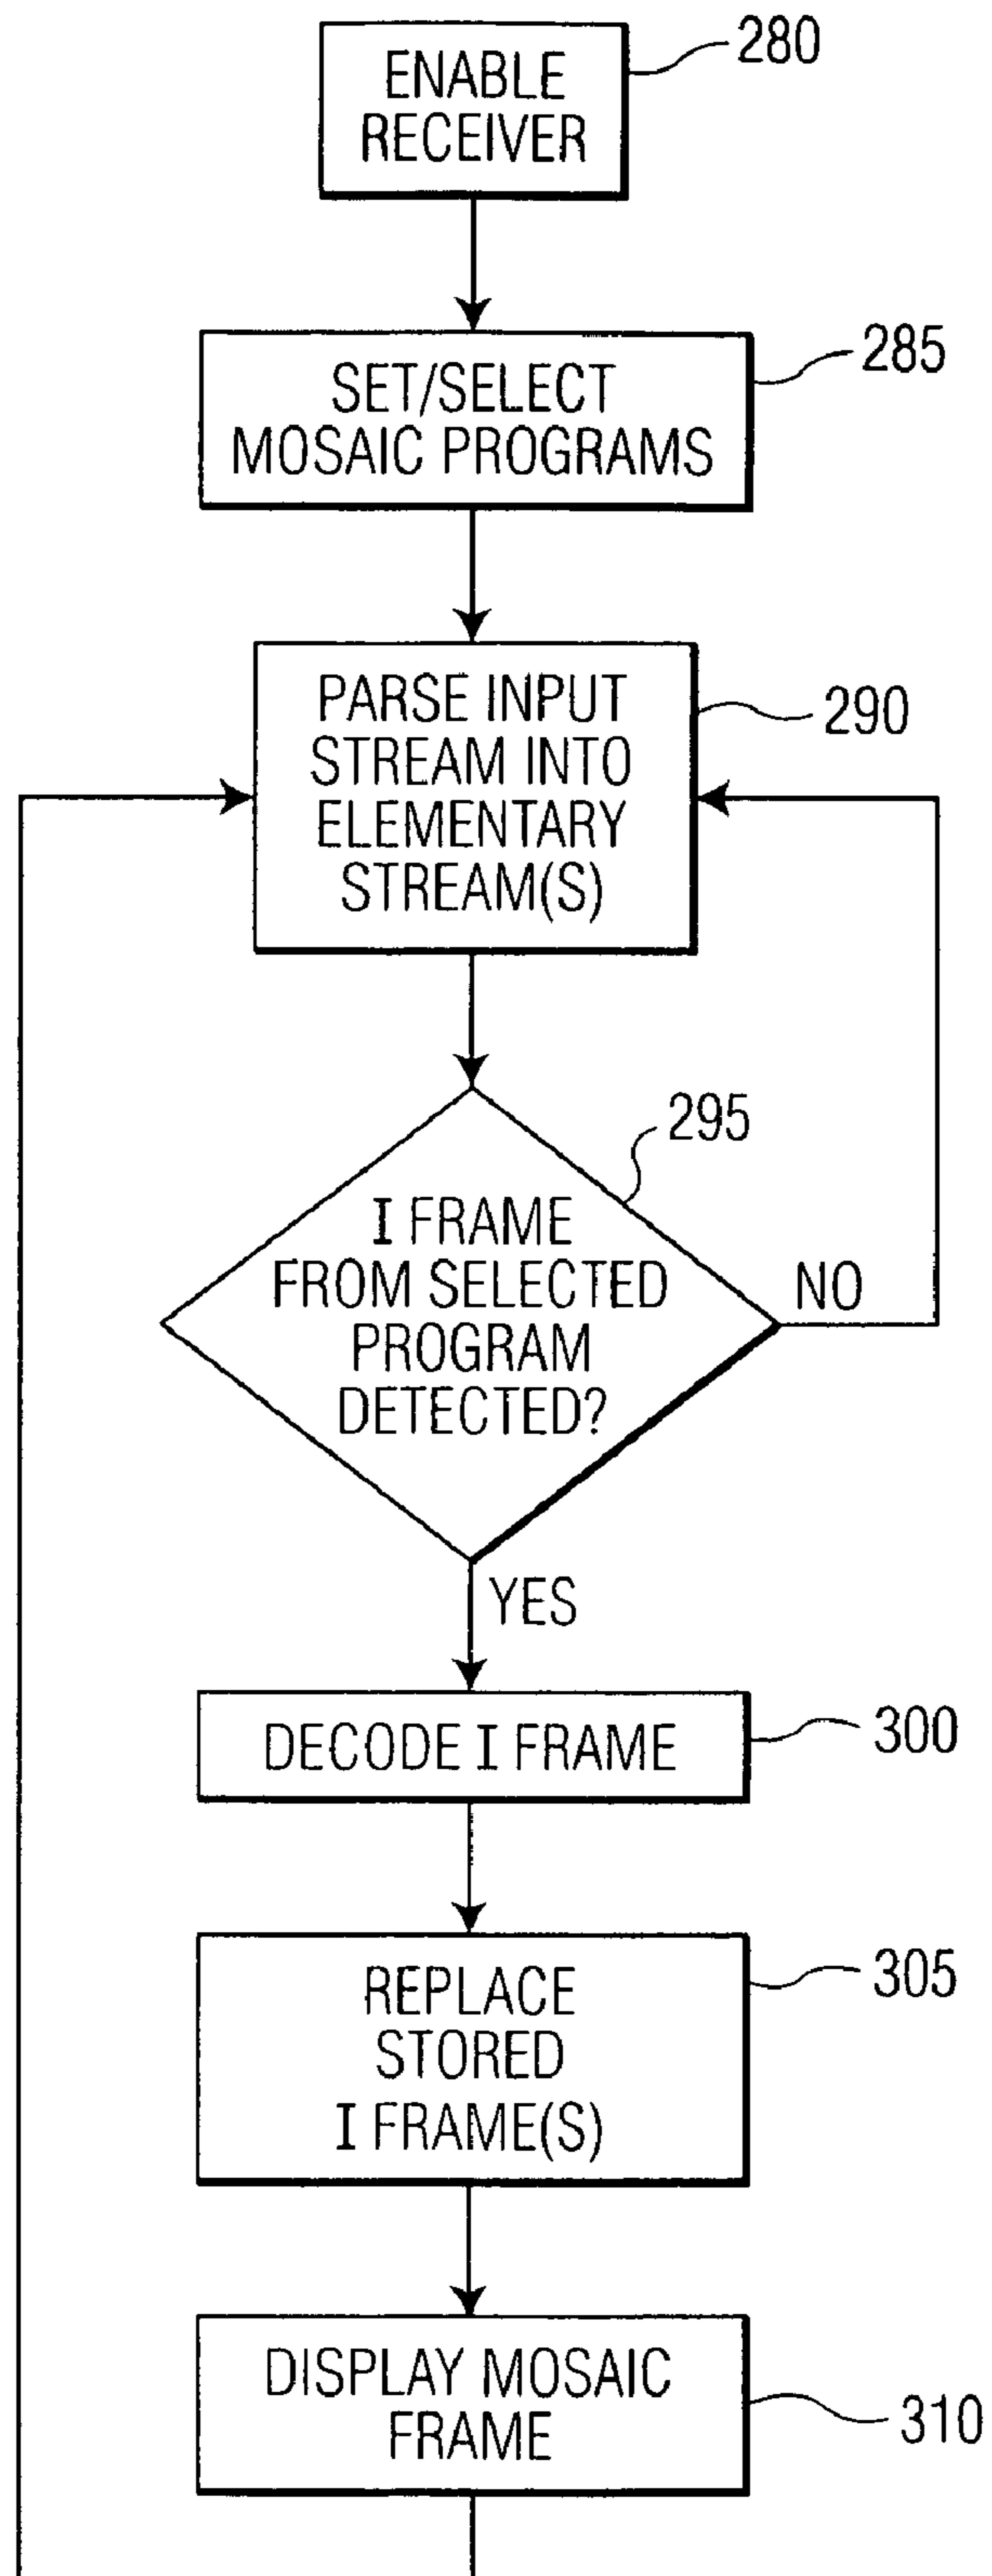 ENABLE
RECEIVER
280
SET/SELECT
MOSAIC PROGRAMS
285
PARSE INPUT
STREAM INTO
ELEMENTARY
STREAM(S)
290
295
I FRAME
FROM SELECTED
PROGRAM
DETECTED?
NO
YES
DECODE I FRAME
300
REPLACE
STORED
I FRAME(S)
305
DISPLAY MOSAIC
FRAME
310